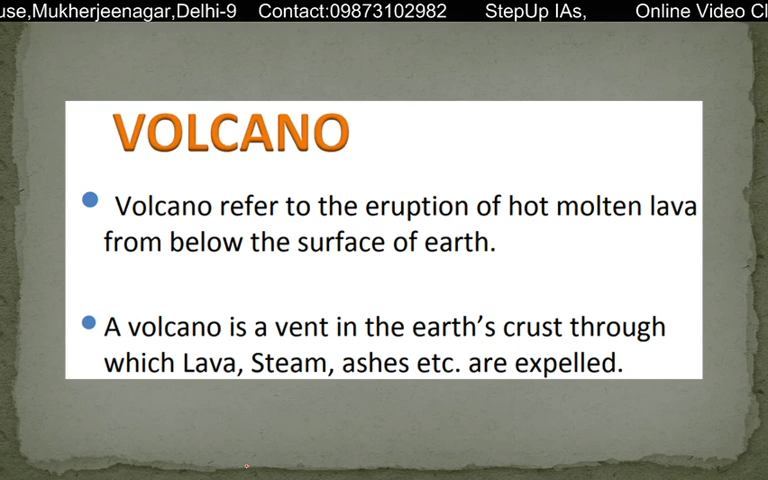 Mukherjeenagar,Delhi-9 Contact:09873102982 StepUp IAs, Online Video
VOLCANO
Volcano refer to the eruption of hot molten lava
from below the surface of earth.
A volcano is a vent in the earth's crust through
which Lava, Steam, ashes etc. are expelled.